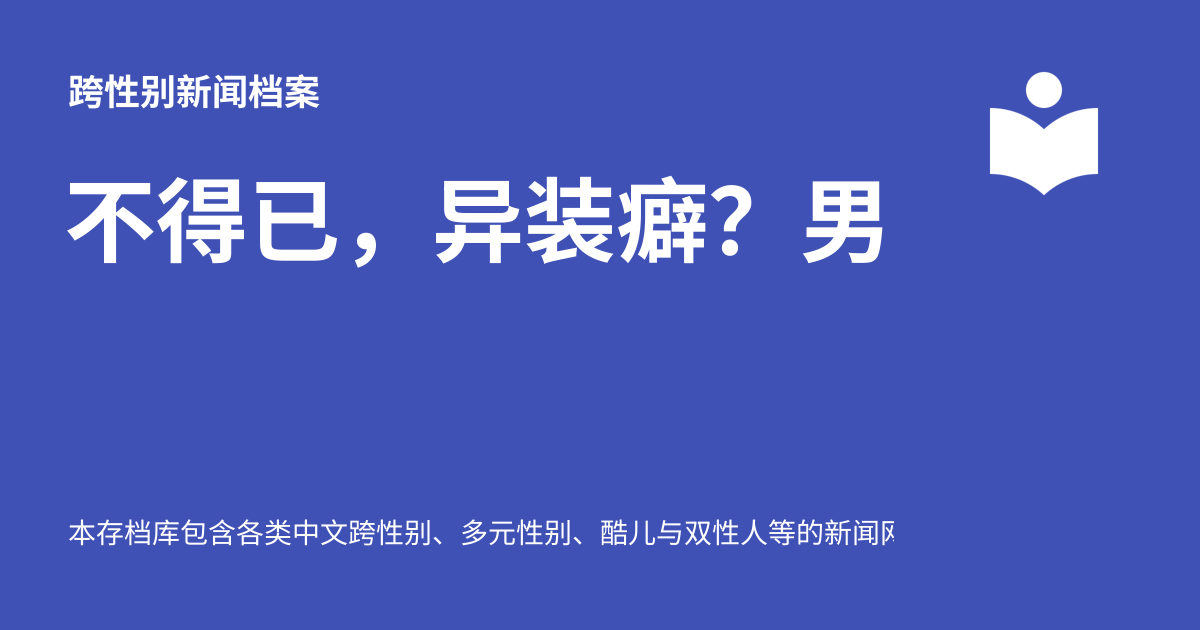 跨性别新闻档案
不得已，异装癖？男
本存档库包含各类中文跨性别、多元性别、酷儿与双性人等的新闻